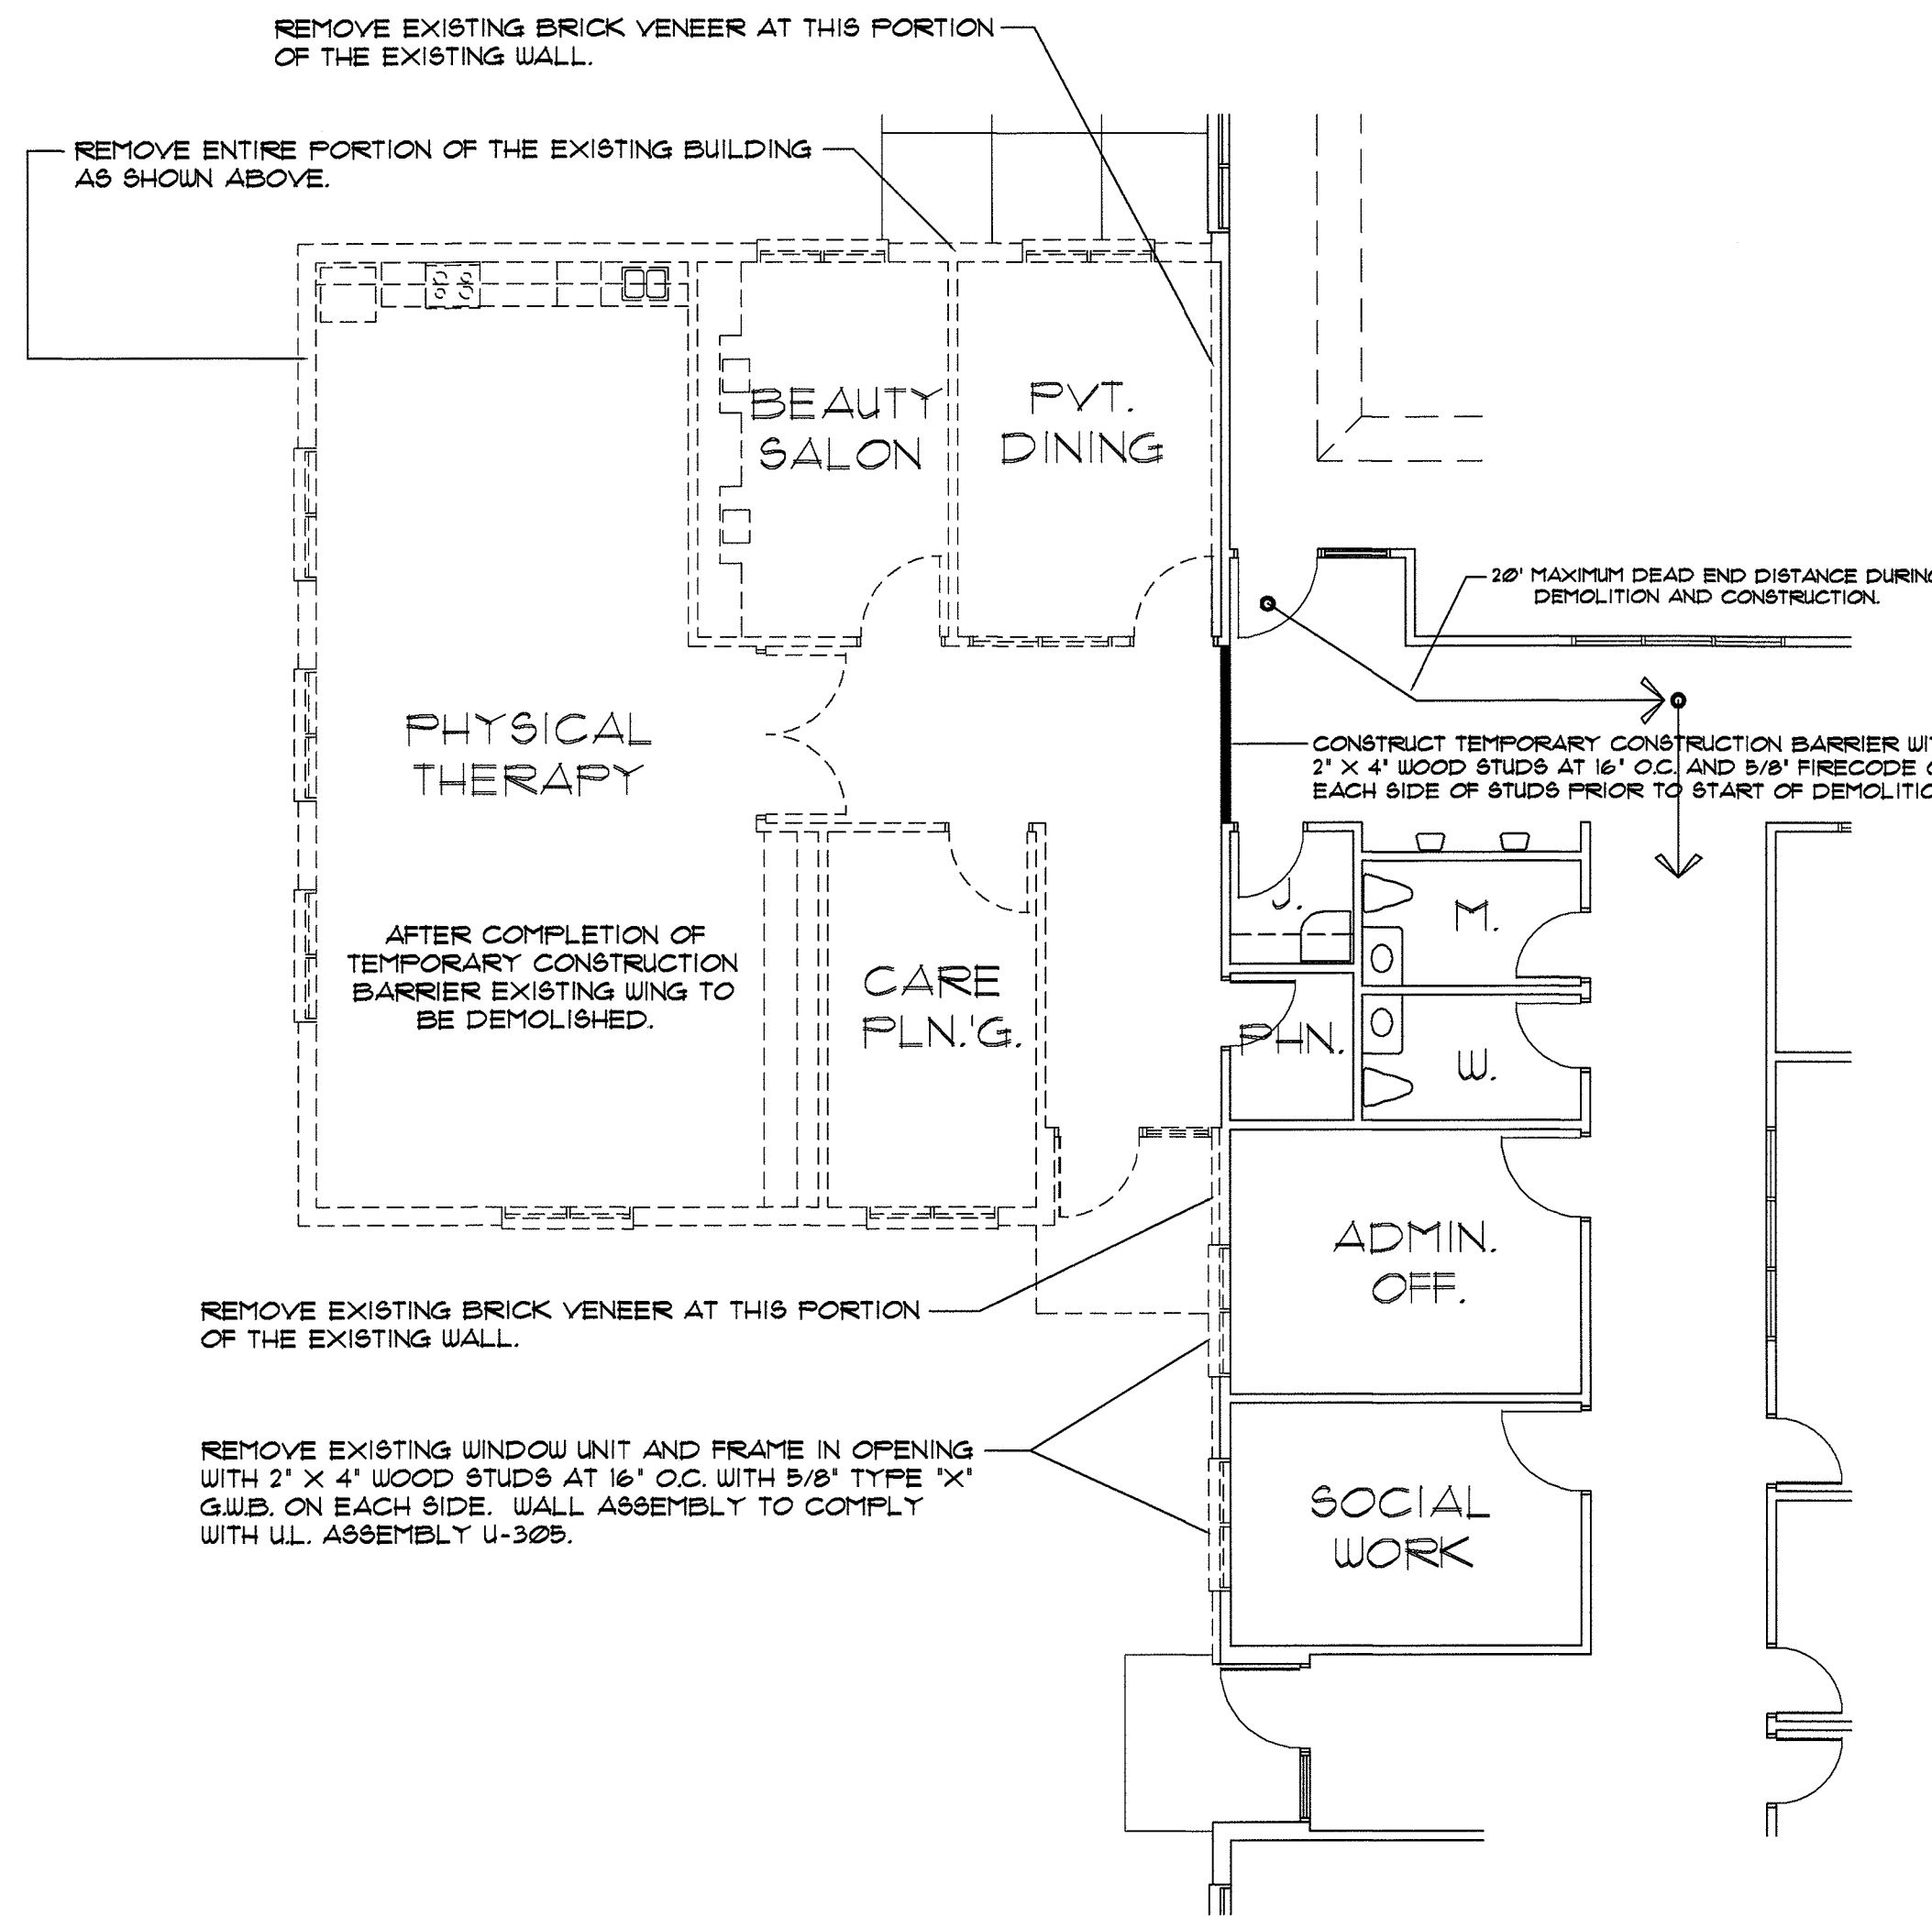 REMOVE EXISTING BRICK VENEER AT THIS PORTION
OF THE EXISTING WALL.
REMOVE ENTIRE PORTION OF THE EXISTING BUILDING
AS SHOWN ABOVE.
BEAUTY
SALON
PVT.
DINING
20' MAXIMUM DEAD END DISTANCE DURING
DEMOLITION AND CONSTRUCTION.
PHYSICAL
THERAPY
CONSTRUCT TEMPORARY CONSTRUCTION BARRIER
2" X 4" WOOD STUDS AT 16" O.C. AND 5/8" FIRECODE
EACH SIDE OF STUDS PRIOR TO START OF
J.
M.
AFTER COMPLETION OF
TEMPORARY CONSTRUCTION
BARRIER EXISTING WING TO
BE DEMOLISHED.
CARE
PLN.'G.
PHN.
W.
ADMIN.
OFF.
REMOVE EXISTING BRICK VENEER AT THIS PORTION
OF THE EXISTING WALL.
REMOVE EXISTING WINDOW UNIT AND FRAME IN OPENING
WITH 2" X 4" WOOD STUDS AT 16" O.C. WITH 5/8" TYPE "X"
G.W.B. ON EACH SIDE. WALL ASSEMBLY TO COMPLY
WITH U.L. ASSEMBLY U-305.
SOCIAL
WORK